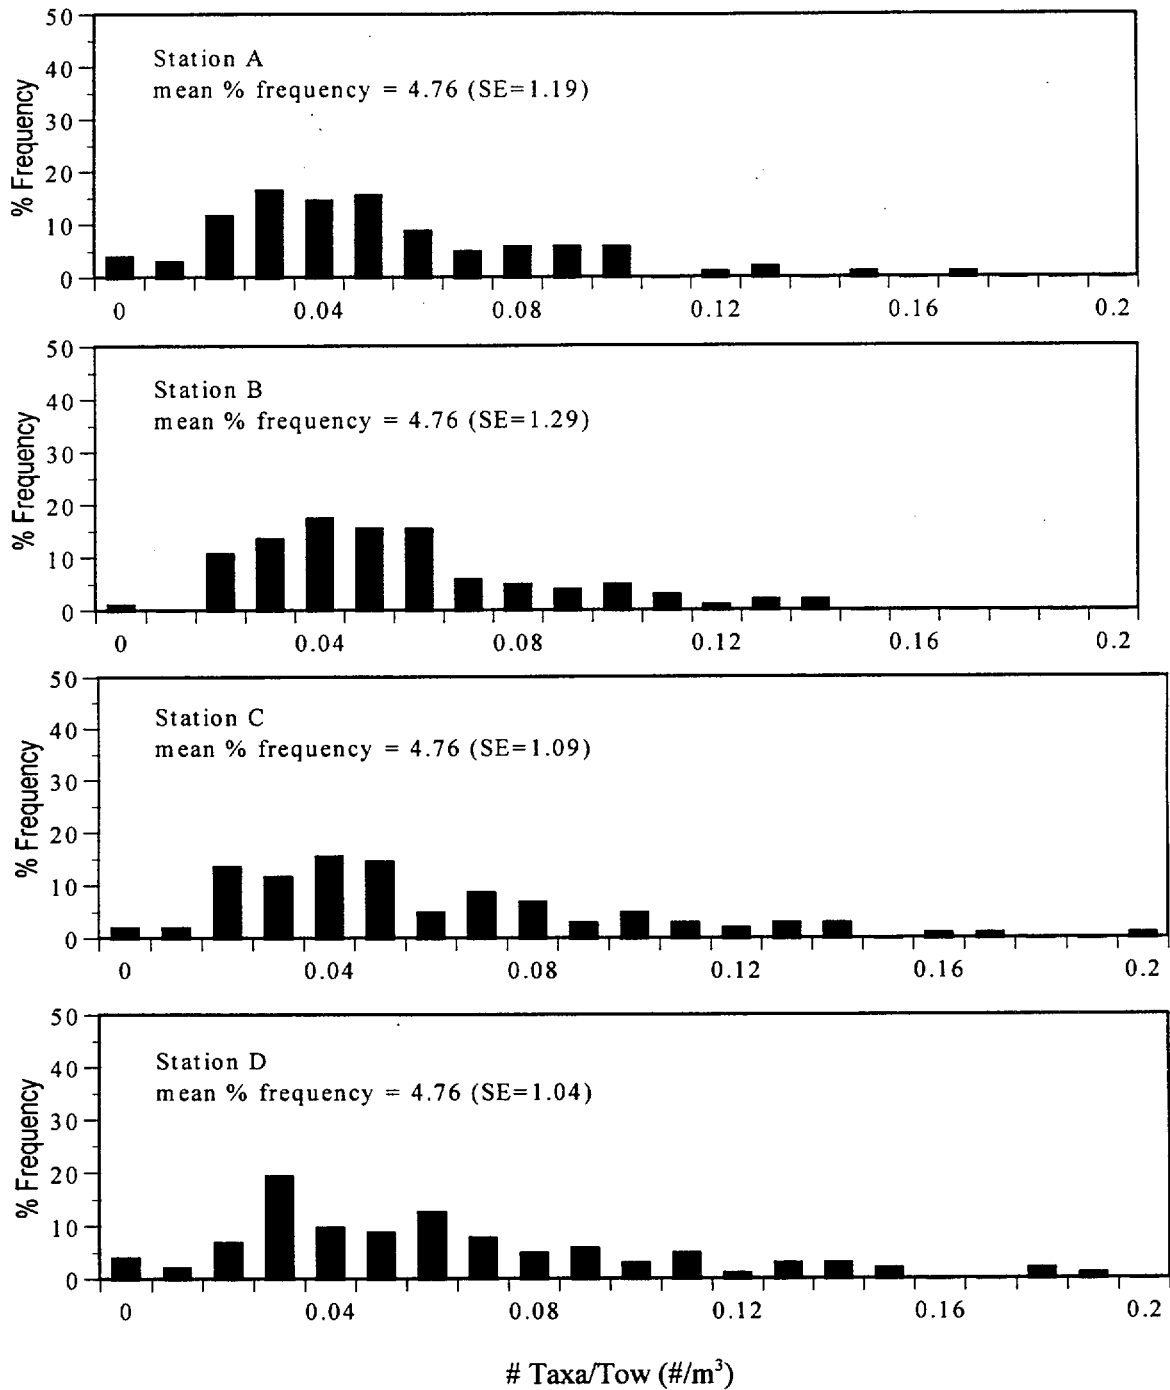 50
Station A
40
mean % frequency = 4.76 (SE=1.19)
30
20
10
0
% Frequency
0 0.04 0.08 0.12 0.16 0.2
50
Station B
40
mean % frequency = 4.76 (SE=1.29)
30
20
10
0
% Frequency
0 0.04 0.08 0.12 0.16 0.2
50
Station C
40
mean % frequency = 4.76 (SE=1.09)
30
20
10
0
% Frequency
0 0.04 0.08 0.12 0.16 0.2
50
Station D
40
mean % frequency = 4.76 (SE=1.04)
30
20
10
0
% Frequency
0 0.04 0.08 0.12 0.16 0.2
# Taxa/Tow (#/m³)